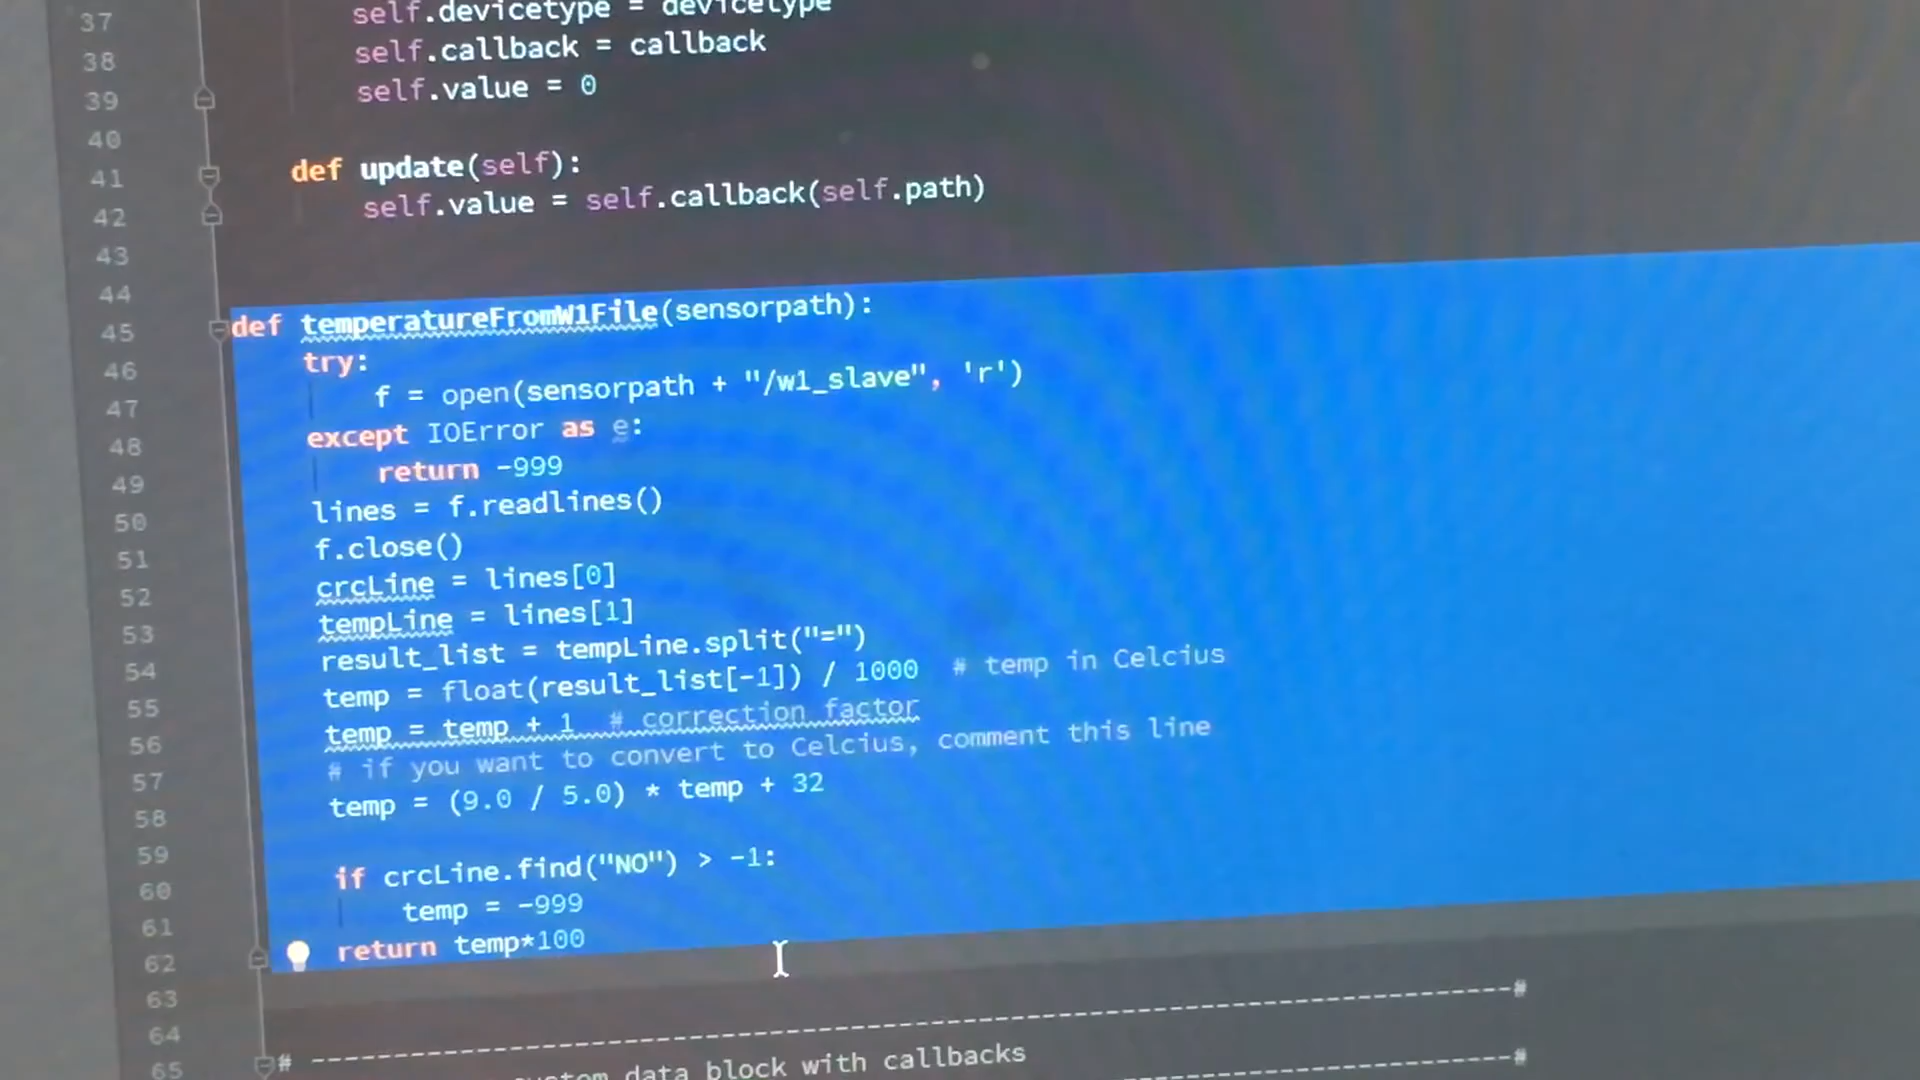 37 self.devicetype = devicetype
38 self.callback = callback
39 self.value = 0
40
41 def update(self):
42 self.value = self.callback(self.path)
43
44
45 def temperatureFromW1File(sensorpath):
46 try:
47 f = open(sensorpath + "/w1_slave", 'r')
48 except IOError as e:
49 return -999
50 lines = f.readlines()
51 f.close()
52 crcLine = lines[0]
53 tempLine = lines[1]
54 result_list = tempLine.split("=")
55 temp = float(result_list[-1]) / 1000 # temp in Celcius
56 temp = temp + 1 # correction factor
57 # if you want to convert to Celcius, comment this line
58 temp = (9.0 / 5.0) * temp + 32
59
60 if crcLine.find("NO") > -1:
61 temp = -999
62 return temp*100
63
64
65 # ----------------------------------------------------------------------#
data block with callbacks